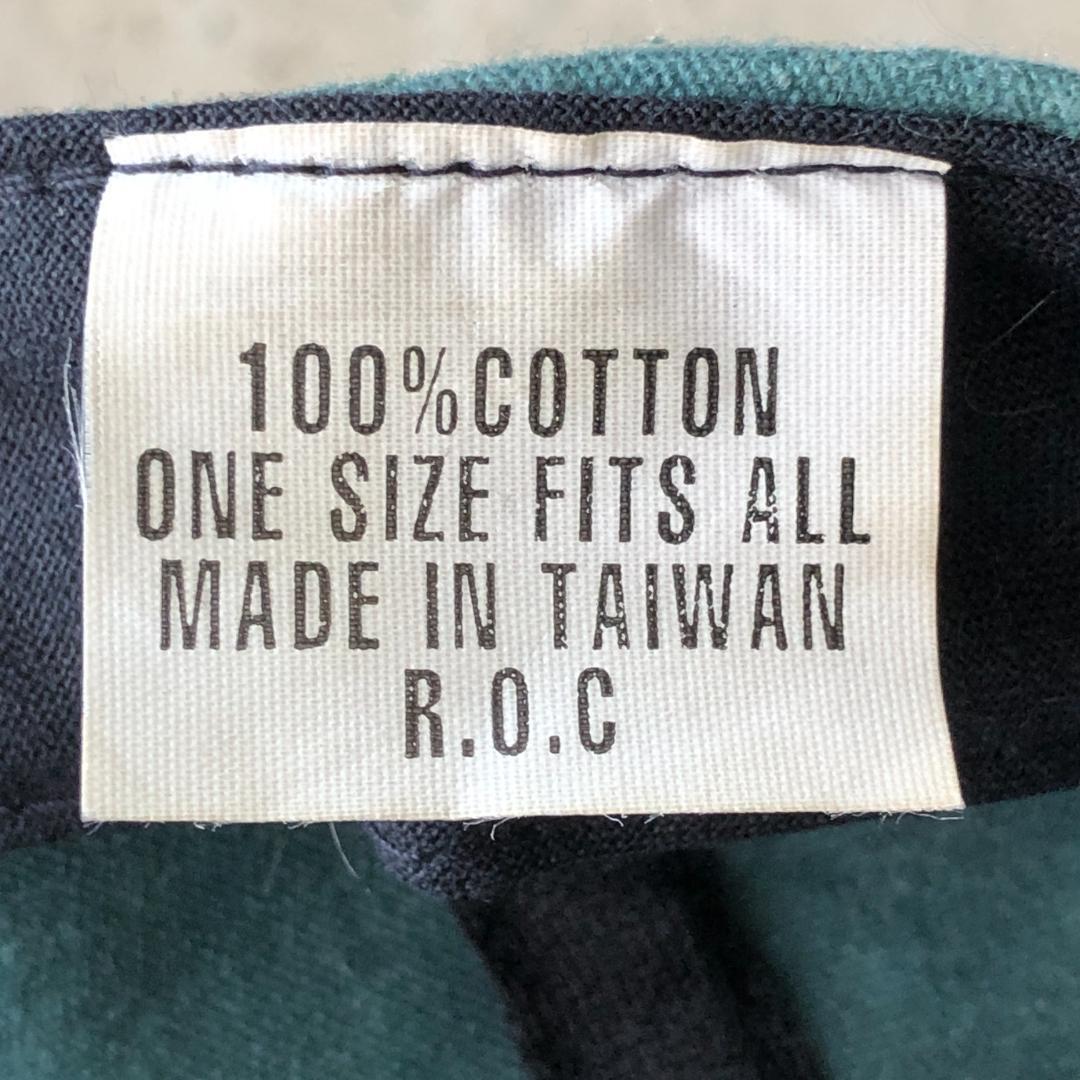 100%COTTON
ONE SIZE FITS ALL
MADE IN TAIWAN
R.O.C